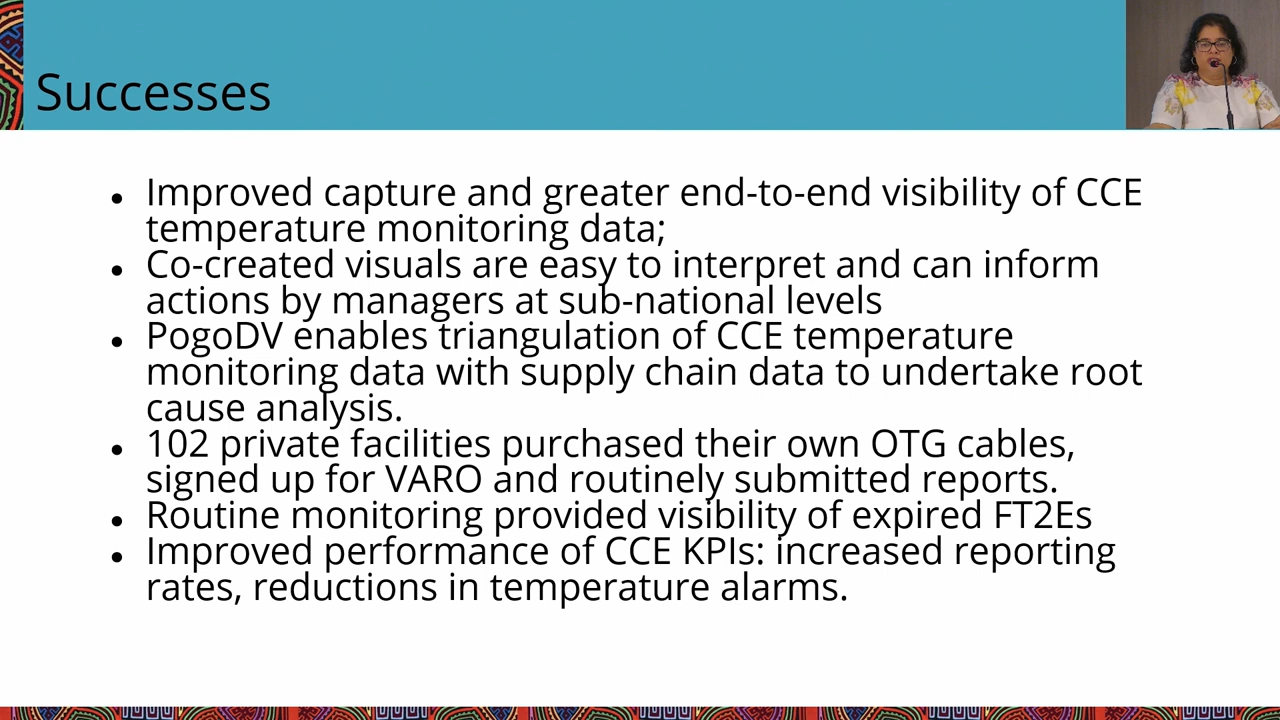 Successes
• Improved capture and greater end-to-end visibility of CCE
temperature monitoring data;
• Co-created visuals are easy to interpret and can inform
actions by managers at sub-national levels
• PogoDV enables triangulation of CCE temperature
monitoring data with supply chain data to undertake root
cause analysis.
• 102 private facilities purchased their own OTG cables,
signed up for VARO and routinely submitted reports.
• Routine monitoring provided visibility of expired FT2Es
• Improved performance of CCE KPIs: increased reporting
rates, reductions in temperature alarms.